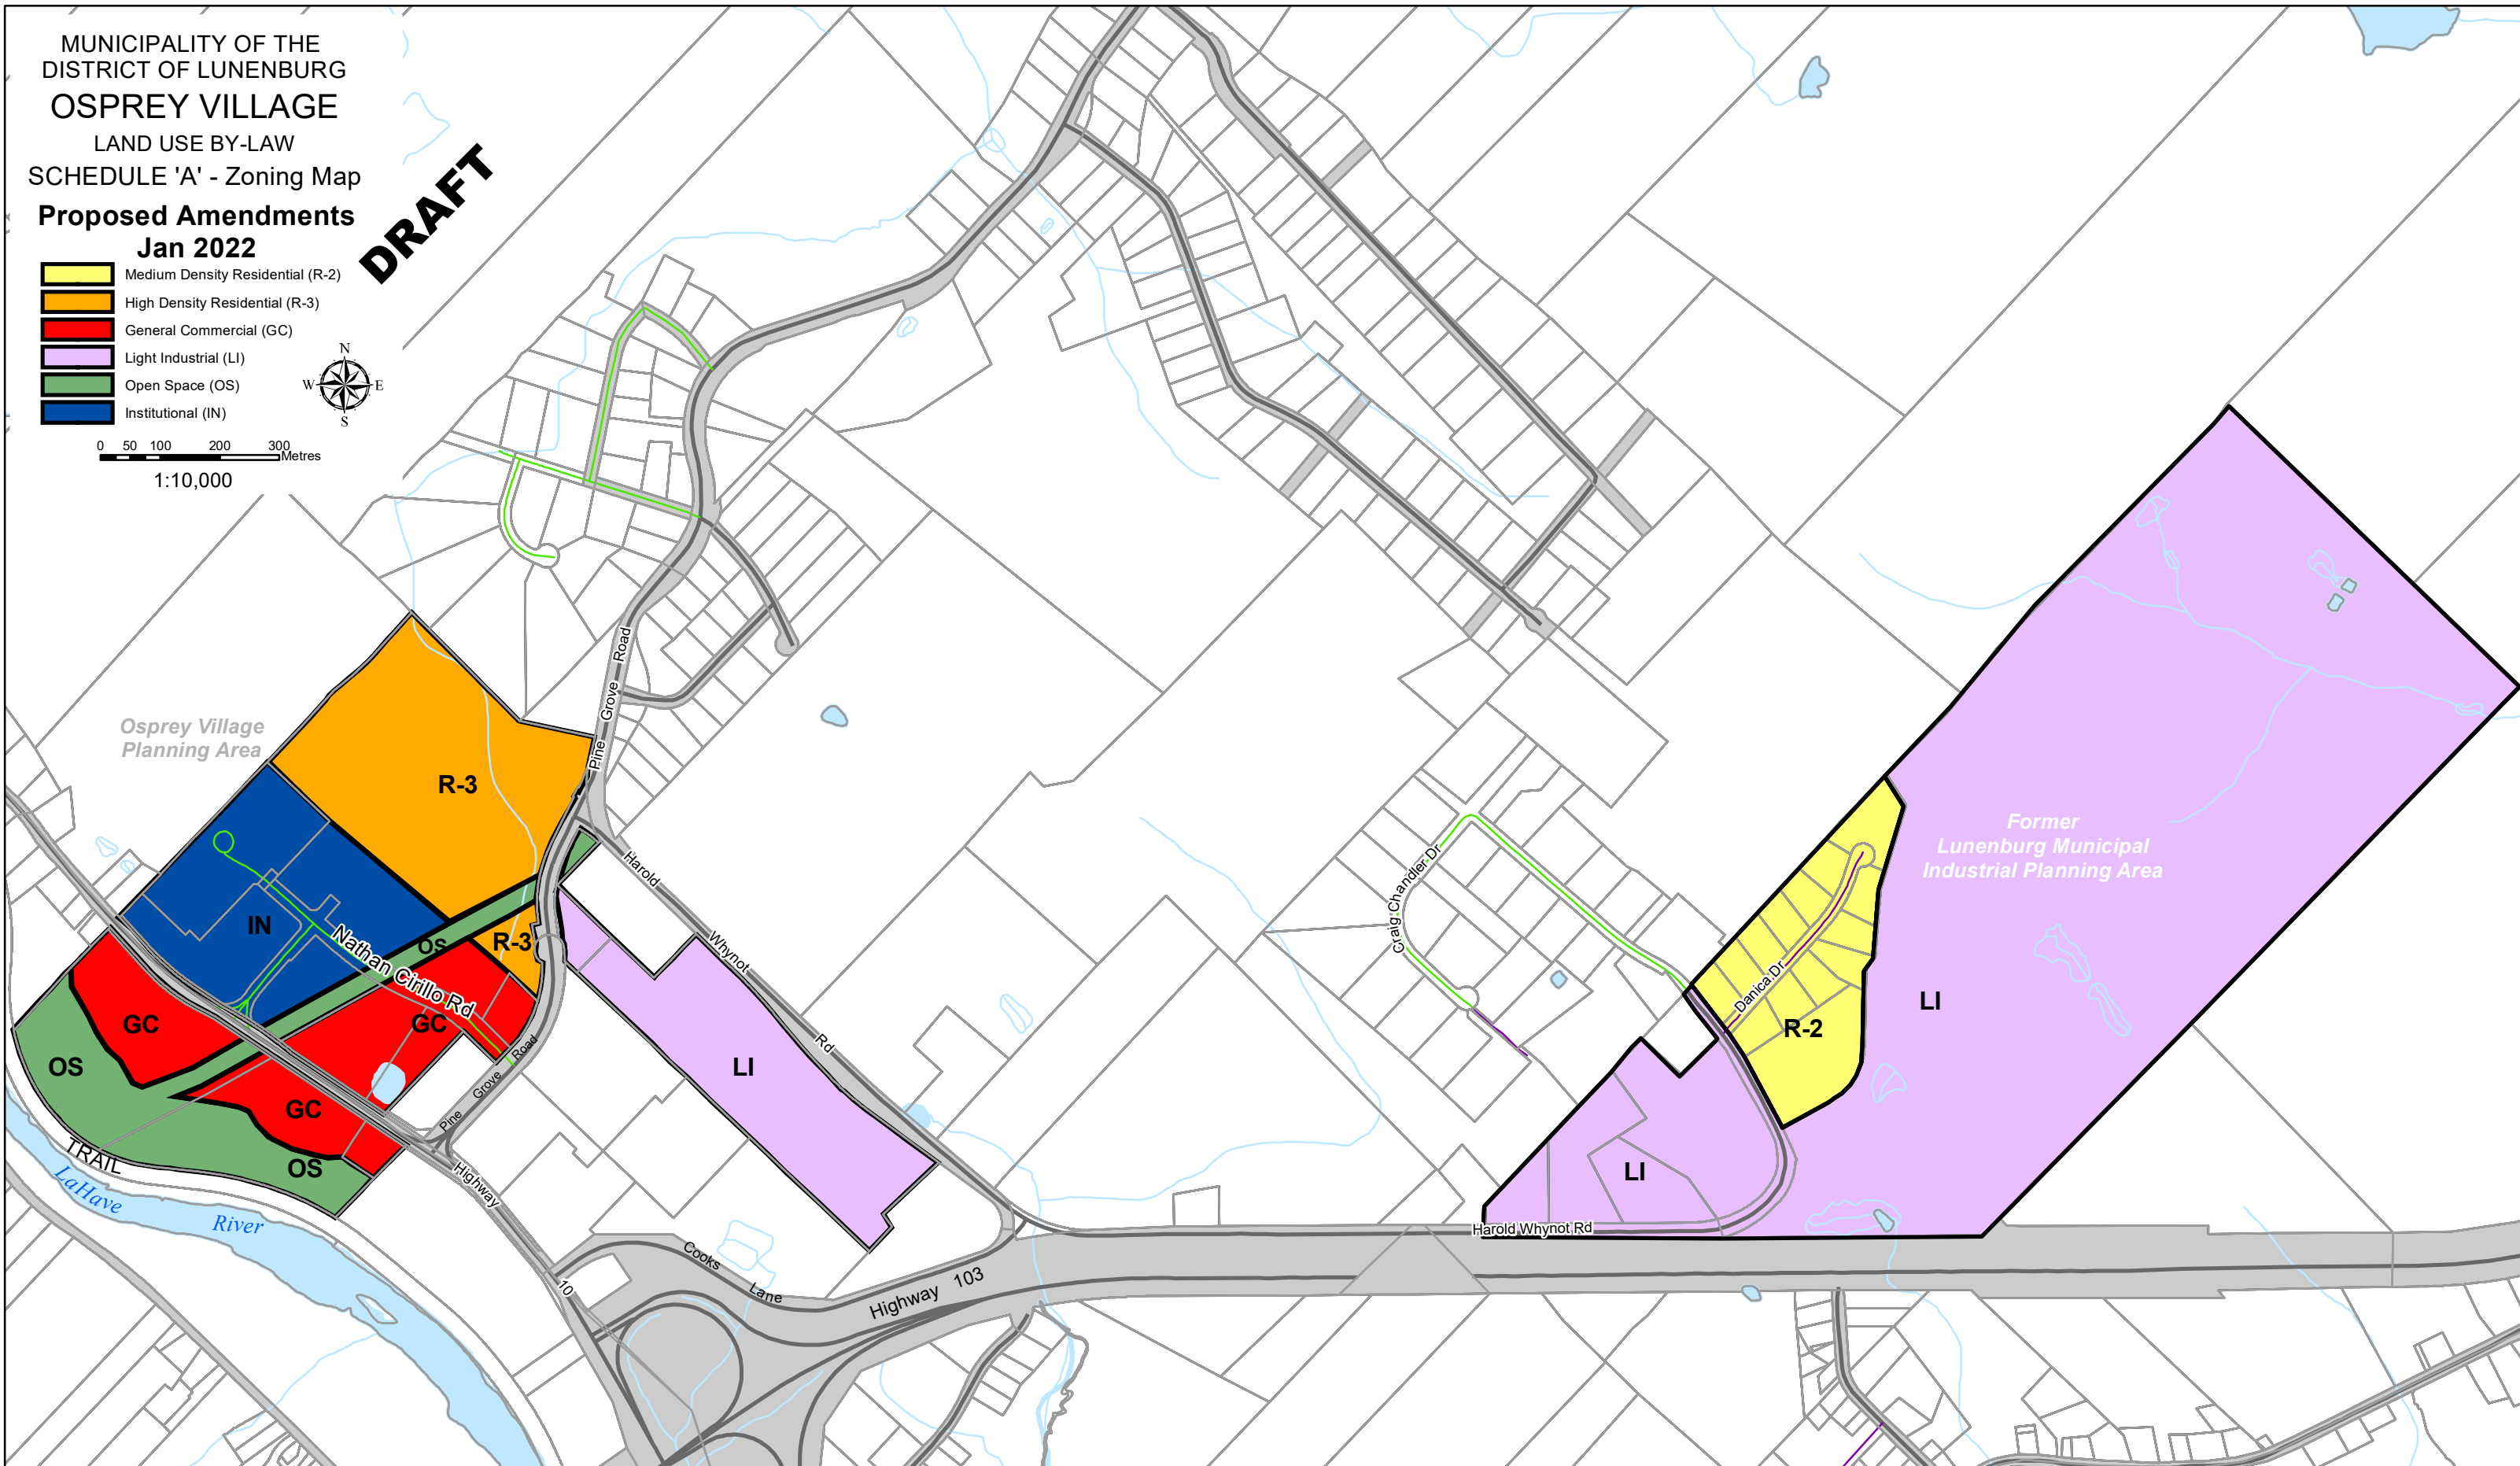 MUNICIPALITY OF THE
DISTRICT OF LUNENBURG
OSPREY VILLAGE
LAND USE BY-LAW
SCHEDULE 'A' - Zoning Map
Proposed Amendments
Jan 2022
DRAFT
Medium Density Residential (R-2)
High Density Residential (R-3)
General Commercial (GC)
Light Industrial (LI)
Open Space (OS)
Institutional (IN)
N
W E
S
0 50 100 200 300
Metres
1:10,000
Osprey Village
Planning Area
R-3
Pine Grove Road
Harold Whynot Rd
IN
Nathan Cirillo Rd
OS
R-3
GC
GC
OS
GC
OS
Pine Grove Road
LI
TRAIL
LaHave River
Highway 10
Cooks Lane
Highway 103
Craig Chandler Dr
Danica Dr
R-2
Former
Lunenburg Municipal
Industrial Planning Area
LI
LI
Harold Whynot Rd